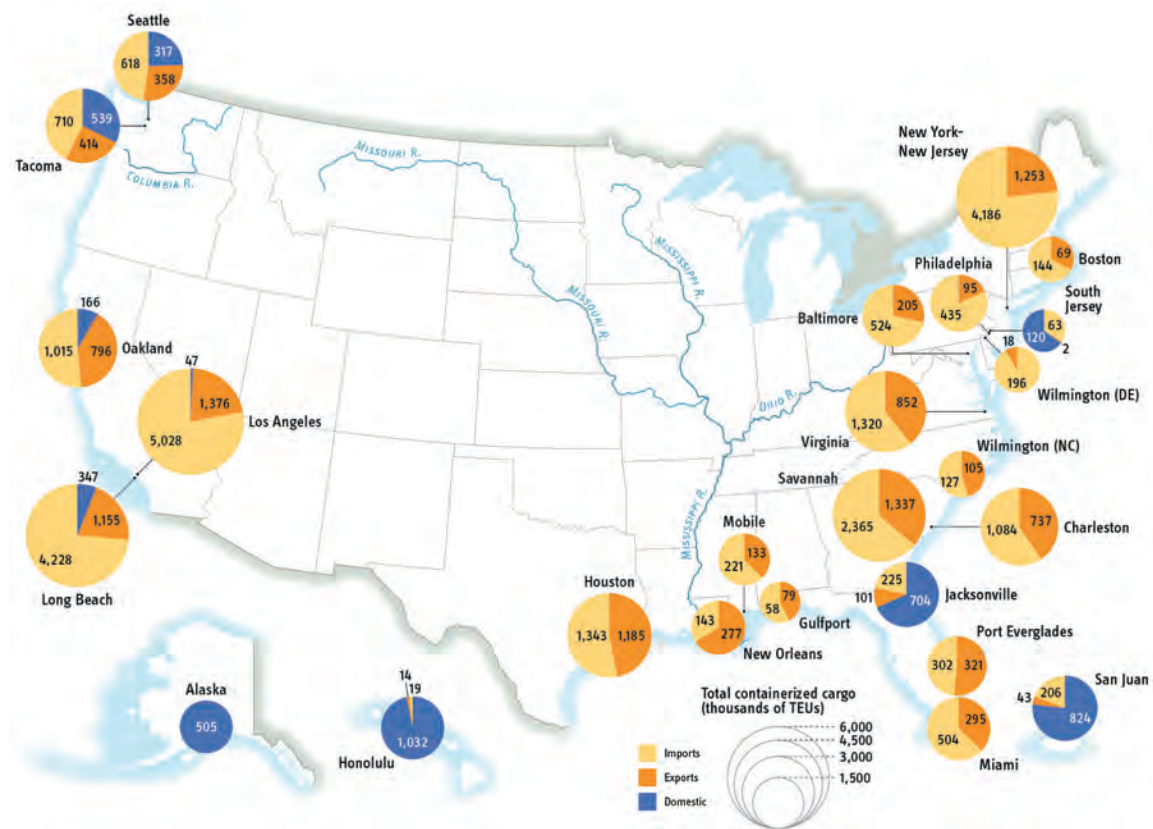 Seattle
618
317
358
710
539
414
Tacoma
COLUMBIA R.
MISSOURI R.
MISSISSIPPI R.
MISSOURI R.
OHIO R.
MISSISSIPPI R.
New York-
New Jersey
1,253
4,186
69
144
Boston
Philadelphia
95
435
South
Jersey
63
120
2
Baltimore
205
524
18
196
Wilmington (DE)
166
1,015
796
Oakland
47
1,376
5,028
Los Angeles
852
1,320
Virginia
Wilmington (NC)
105
127
347
1,155
4,228
Long Beach
Savannah
1,337
2,365
737
1,084
Charleston
Mobile
133
221
225
101
704
Jacksonville
Houston
1,343
1,185
143
277
New Orleans
79
58
Gulfport
Port Everglades
302
321
San Juan
206
43
824
295
504
Miami
Alaska
505
14
19
1,032
Honolulu
Total containerized cargo
(thousands of TEUs)
6,000
4,500
3,000
1,500
Imports
Exports
Domestic